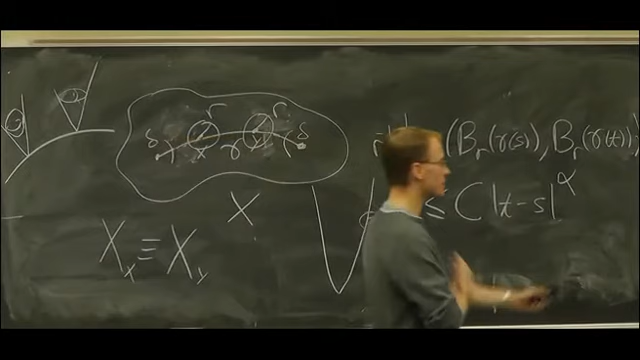 (B_r(γ(s)), B_r(γ(t))
≤ C|t-s|^α
r r
δ δ
x γ
X
X_x ≡ X_y